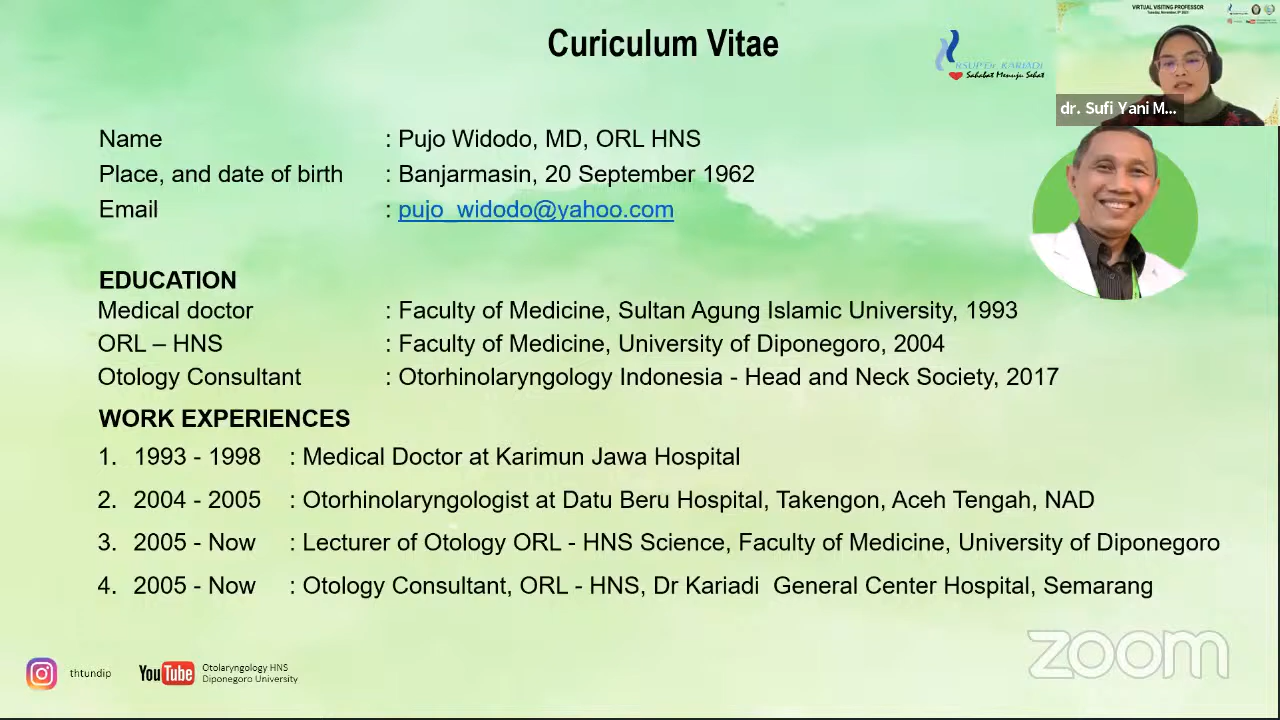 Curiculum Vitae
RSUP Dr. KARIADI
Sahabat Menuju Sehat
VIRTUAL VISITING PROFESSOR
dr. Sufi Yani M...
Name : Pujo Widodo, MD, ORL HNS
Place, and date of birth : Banjarmasin, 20 September 1962
Email : pujo_widodo@yahoo.com
EDUCATION
Medical doctor : Faculty of Medicine, Sultan Agung Islamic University, 1993
ORL – HNS : Faculty of Medicine, University of Diponegoro, 2004
Otology Consultant : Otorhinolaryngology Indonesia - Head and Neck Society, 2017
WORK EXPERIENCES
1. 1993 - 1998 : Medical Doctor at Karimun Jawa Hospital
2. 2004 - 2005 : Otorhinolaryngologist at Datu Beru Hospital, Takengon, Aceh Tengah, NAD
3. 2005 - Now : Lecturer of Otology ORL - HNS Science, Faculty of Medicine, University of Diponegoro
4. 2005 - Now : Otology Consultant, ORL - HNS, Dr Kariadi General Center Hospital, Semarang
thtundip
YouTube
Otolaryngology HNS
Diponegoro University
zoom